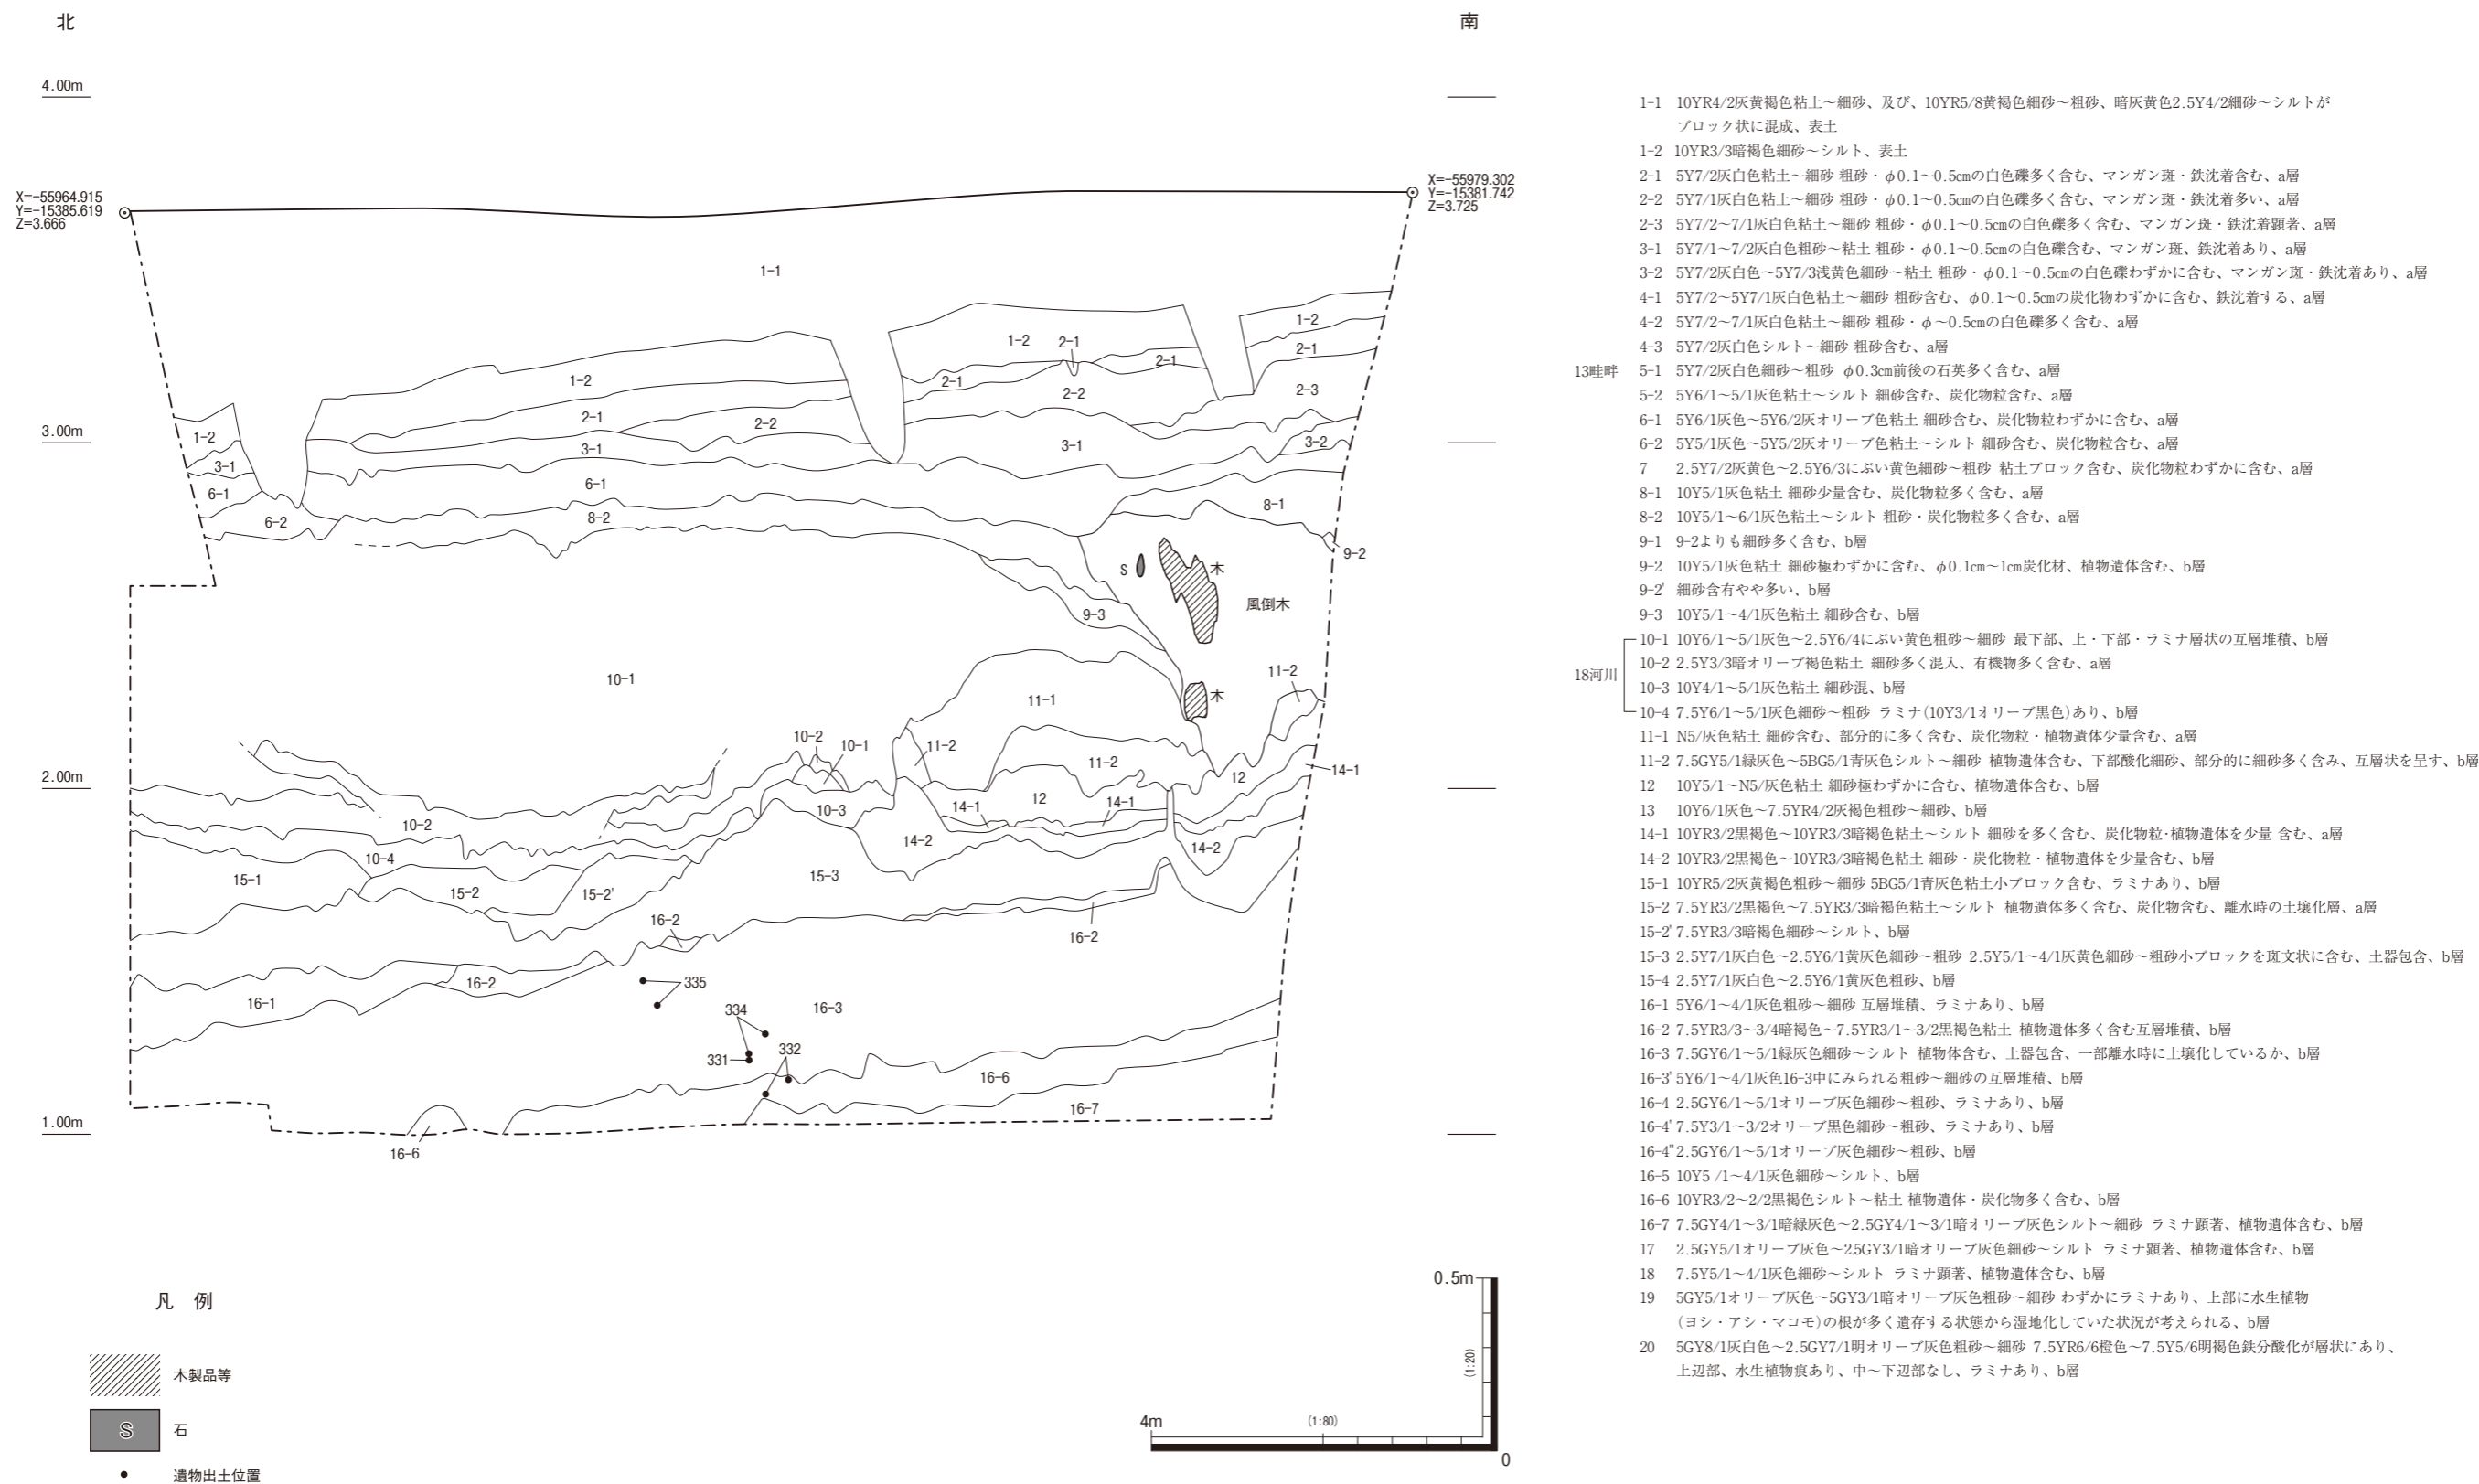 北
南
4.00m
X=-55964.915
Y=-15385.619
Z=3.666
X=-55979.302
Y=-15381.742
Z=3.725
1-1
1-2
2-1
1-2
2-1
1-2
2-1
2-1
2-3
1-2
2-2
2-1
2-2
3.00m
1-2
3-1
3-1
3-2
3-1
6-1
6-1
8-1
6-2
8-2
9-2
S
木
風倒木
9-3
11-2
10-1
木
11-1
10-2
10-1
11-2
11-2
2.00m
12
14-1
14-1
12
14-1
10-3
10-2
14-2
14-2
10-4
15-1
15-2
15-2'
15-3
16-2
16-2
16-2
335
16-1
16-3
334
332
331
16-6
16-7
1.00m
16-6
凡 例
木製品等
S
石
遺物出土位置
0.5m
(1:20)
4m
(1:80)
0
1-1 10YR4/2灰黄褐色粘土～細砂、及び、10YR5/8黄褐色細砂～粗砂、暗灰黄色2.5Y4/2細砂～シルトが
ブロック状に混成、表土
1-2 10YR3/3暗褐色細砂～シルト、表土
2-1 5Y7/2灰白色粘土～細砂 粗砂・φ0.1～0.5㎝の白色礫多く含む、マンガン斑・鉄沈着含む、a層
2-2 5Y7/1灰白色粘土～細砂 粗砂・φ0.1～0.5㎝の白色礫多く含む、マンガン斑・鉄沈着多い、a層
2-3 5Y7/2～7/1灰白色粘土～細砂 粗砂・φ0.1～0.5㎝の白色礫多く含む、マンガン斑・鉄沈着顕著、a層
3-1 5Y7/1～7/2灰白色粗砂～粘土 粗砂・φ0.1～0.5㎝の白色礫含む、マンガン斑、鉄沈着あり、a層
3-2 5Y7/2灰白色～5Y7/3浅黄色細砂～粘土 粗砂・φ0.1～0.5㎝の白色礫わずかに含む、マンガン斑・鉄沈着あり、a層
4-1 5Y7/2～5Y7/1灰白色粘土～細砂 粗砂含む、φ0.1～0.5㎝の炭化物わずかに含む、鉄沈着する、a層
4-2 5Y7/2～7/1灰白色粘土～細砂 粗砂・φ～0.5㎝の白色礫多く含む、a層
4-3 5Y7/2灰白色シルト～細砂 粗砂含む、a層
13畦畔 5-1 5Y7/2灰白色細砂～粗砂 φ0.3㎝前後の石英多く含む、a層
5-2 5Y6/1～5/1灰色粘土～シルト 細砂含む、炭化物粒含む、a層
6-1 5Y6/1灰色～5Y6/2灰オリーブ色粘土 細砂含む、炭化物粒わずかに含む、a層
6-2 5Y5/1灰色～5Y5/2灰オリーブ色粘土～シルト 細砂含む、炭化物粒含む、a層
7 2.5Y7/2灰黄色～2.5Y6/3にぶい黄色細砂～粗砂 粘土ブロック含む、炭化物粒わずかに含む、a層
8-1 10Y5/1灰色粘土 細砂少量含む、炭化物粒多く含む、a層
8-2 10Y5/1～6/1灰色粘土～シルト 粗砂・炭化物粒多く含む、a層
9-1 9-2よりも細砂多く含む、b層
9-2 10Y5/1灰色粘土 細砂極わずかに含む、φ0.1㎝～1㎝炭化材、植物遺体含む、b層
9-2' 細砂含有やや多い、b層
9-3 10Y5/1～4/1灰色粘土 細砂含む、b層
10-1 10Y6/1～5/1灰色～2.5Y6/4にぶい黄色粗砂～細砂 最下部、上・下部・ラミナ層状の互層堆積、b層
10-2 2.5Y3/3暗オリーブ褐色粘土 細砂多く混入、有機物多く含む、a層
18河川
10-3 10Y4/1～5/1灰色粘土 細砂混、b層
10-4 7.5Y6/1～5/1灰色細砂～粗砂 ラミナ(10Y3/1オリーブ黒色)あり、b層
11-1 N5/灰色粘土 細砂含む、部分的に多く含む、炭化物粒・植物遺体少量含む、a層
11-2 7.5GY5/1緑灰色～5BG5/1青灰色シルト～細砂 植物遺体含む、下部酸化細砂、部分的に細砂多く含み、互層状を呈す、b層
12 10Y5/1～N5/灰色粘土 細砂極わずかに含む、植物遺体含む、b層
13 10Y6/1灰色～7.5YR4/2灰褐色粗砂～細砂、b層
14-1 10YR3/2黒褐色～10YR3/3暗褐色粘土～シルト 細砂を多く含む、炭化物粒・植物遺体を少量 含む、a層
14-2 10YR3/2黒褐色～10YR3/3暗褐色粘土 細砂・炭化物粒・植物遺体を少量含む、b層
15-1 10YR5/2灰黄褐色粗砂～細砂 5BG5/1青灰色粘土小ブロック含む、ラミナあり、b層
15-2 7.5YR3/2黒褐色～7.5YR3/3暗褐色粘土～シルト 植物遺体多く含む、炭化物含む、離水時の土壌化層、a層
15-2' 7.5YR3/3暗褐色細砂～シルト、b層
15-3 2.5Y7/1灰白色～2.5Y6/1黄灰色細砂～粗砂 2.5Y5/1～4/1灰黄色細砂～粗砂小ブロックを斑文状に含む、土器包含、b層
15-4 2.5Y7/1灰白色～2.5Y6/1黄灰色粗砂、b層
16-1 5Y6/1～4/1灰色粗砂～細砂 互層堆積、ラミナあり、b層
16-2 7.5YR3/3～3/4暗褐色～7.5YR3/1～3/2黒褐色粘土 植物遺体多く含む互層堆積、b層
16-3 7.5GY6/1～5/1緑灰色細砂～シルト 植物体含む、土器包含、一部離水時に土壌化しているか、b層
16-3' 5Y6/1～4/1灰色16-3中にみられる粗砂～細砂の互層堆積、b層
16-4 2.5GY6/1～5/1オリーブ灰色細砂～粗砂、ラミナあり、b層
16-4' 7.5Y3/1～3/2オリーブ黒色細砂～粗砂、ラミナあり、b層
16-4" 2.5GY6/1～5/1オリーブ灰色細砂～粗砂、b層
16-5 10Y5 /1～4/1灰色細砂～シルト、b層
16-6 10YR3/2～2/2黒褐色シルト～粘土 植物遺体・炭化物多く含む、b層
16-7 7.5GY4/1～3/1暗緑灰色～2.5GY4/1～3/1暗オリーブ灰色シルト～細砂 ラミナ顕著、植物遺体含む、b層
17 2.5GY5/1オリーブ灰色～25GY3/1暗オリーブ灰色細砂～シルト ラミナ顕著、植物遺体含む、b層
18 7.5Y5/1～4/1灰色細砂～シルト ラミナ顕著、植物遺体含む、b層
19 5GY5/1オリーブ灰色～5GY3/1暗オリーブ灰色粗砂～細砂 わずかにラミナあり、上部に水生植物
(ヨシ・アシ・マコモ)の根が多く遺存する状態から湿地化していた状況が考えられる、b層
20 5GY8/1灰白色～2.5GY7/1明オリーブ灰色粗砂～細砂 7.5YR6/6橙色～7.5Y5/6明褐色鉄分酸化が層状にあり、
上辺部、水生植物痕あり、中～下辺部なし、ラミナあり、b層